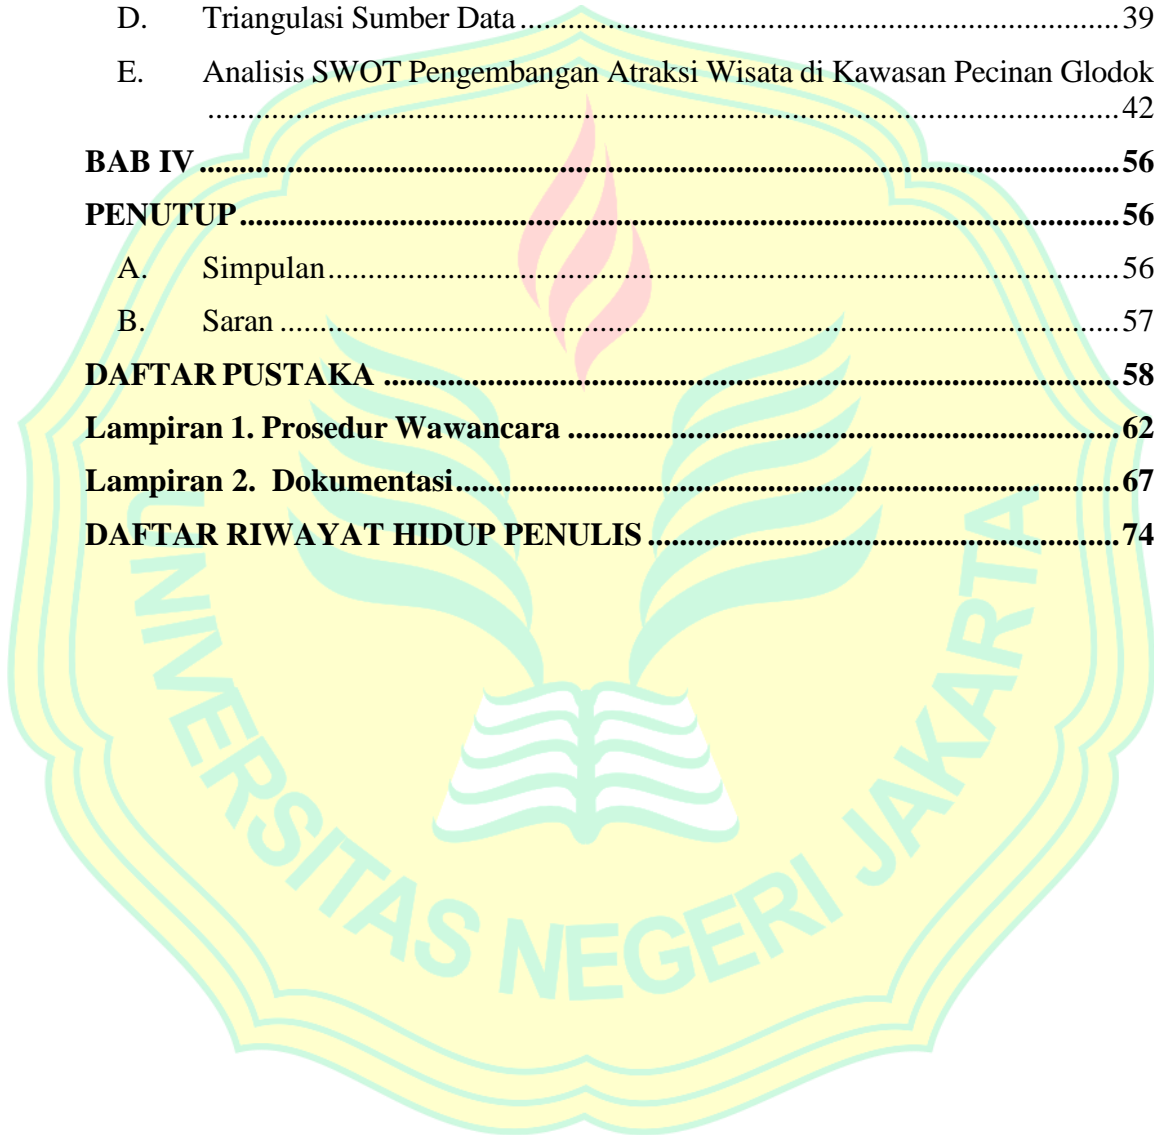 D. Triangulasi Sumber Data ........................................................................................... 39
E. Analisis SWOT Pengembangan Atraksi Wisata di Kawasan Pecinan Glodok
........................................................................................................................................... 42
BAB IV ............................................................................................................................ 56
PENUTUP ...................................................................................................................... 56
A. Simpulan ..................................................................................................................... 56
B. Saran ............................................................................................................................ 57
DAFTAR PUSTAKA ..................................................................................................... 58
Lampiran 1. Prosedur Wawancara ............................................................................ 62
Lampiran 2. Dokumentasi ............................................................................................ 67
DAFTAR RIWAYAT HIDUP PENULIS ................................................................... 74
UNIVERSITAS NEGERI JAKARTA